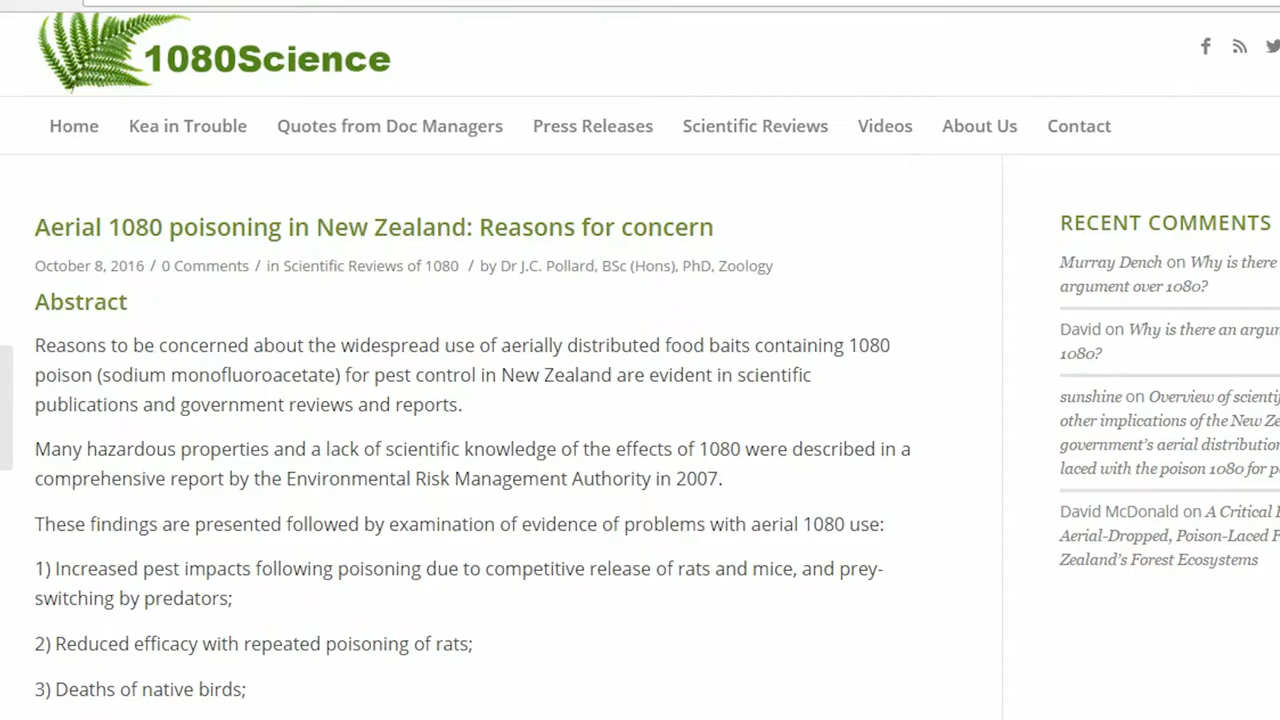 1080Science
Home Kea in Trouble Quotes from Doc Managers Press Releases Scientific Reviews Videos About Us Contact
Aerial 1080 poisoning in New Zealand: Reasons for concern
October 8, 2016 / 0 Comments / in Scientific Reviews of 1080 / by Dr J.C. Pollard, BSc (Hons), PhD, Zoology
Abstract
Reasons to be concerned about the widespread use of aerially distributed food baits containing 1080
poison (sodium monofluoroacetate) for pest control in New Zealand are evident in scientific
publications and government reviews and reports.
Many hazardous properties and a lack of scientific knowledge of the effects of 1080 were described in a
comprehensive report by the Environmental Risk Management Authority in 2007.
These findings are presented followed by examination of evidence of problems with aerial 1080 use:
1) Increased pest impacts following poisoning due to competitive release of rats and mice, and prey-
switching by predators;
2) Reduced efficacy with repeated poisoning of rats;
3) Deaths of native birds;
RECENT COMMENTS
Murray Dench on Why is there
argument over 1080?
David on Why is there an
1080?
sunshine on Overview of
other implications of the New
government's aerial distribution
laced with the poison 1080 for
David McDonald on A Critical
Aerial-Dropped, Poison-Laced
Zealand's Forest Ecosystems